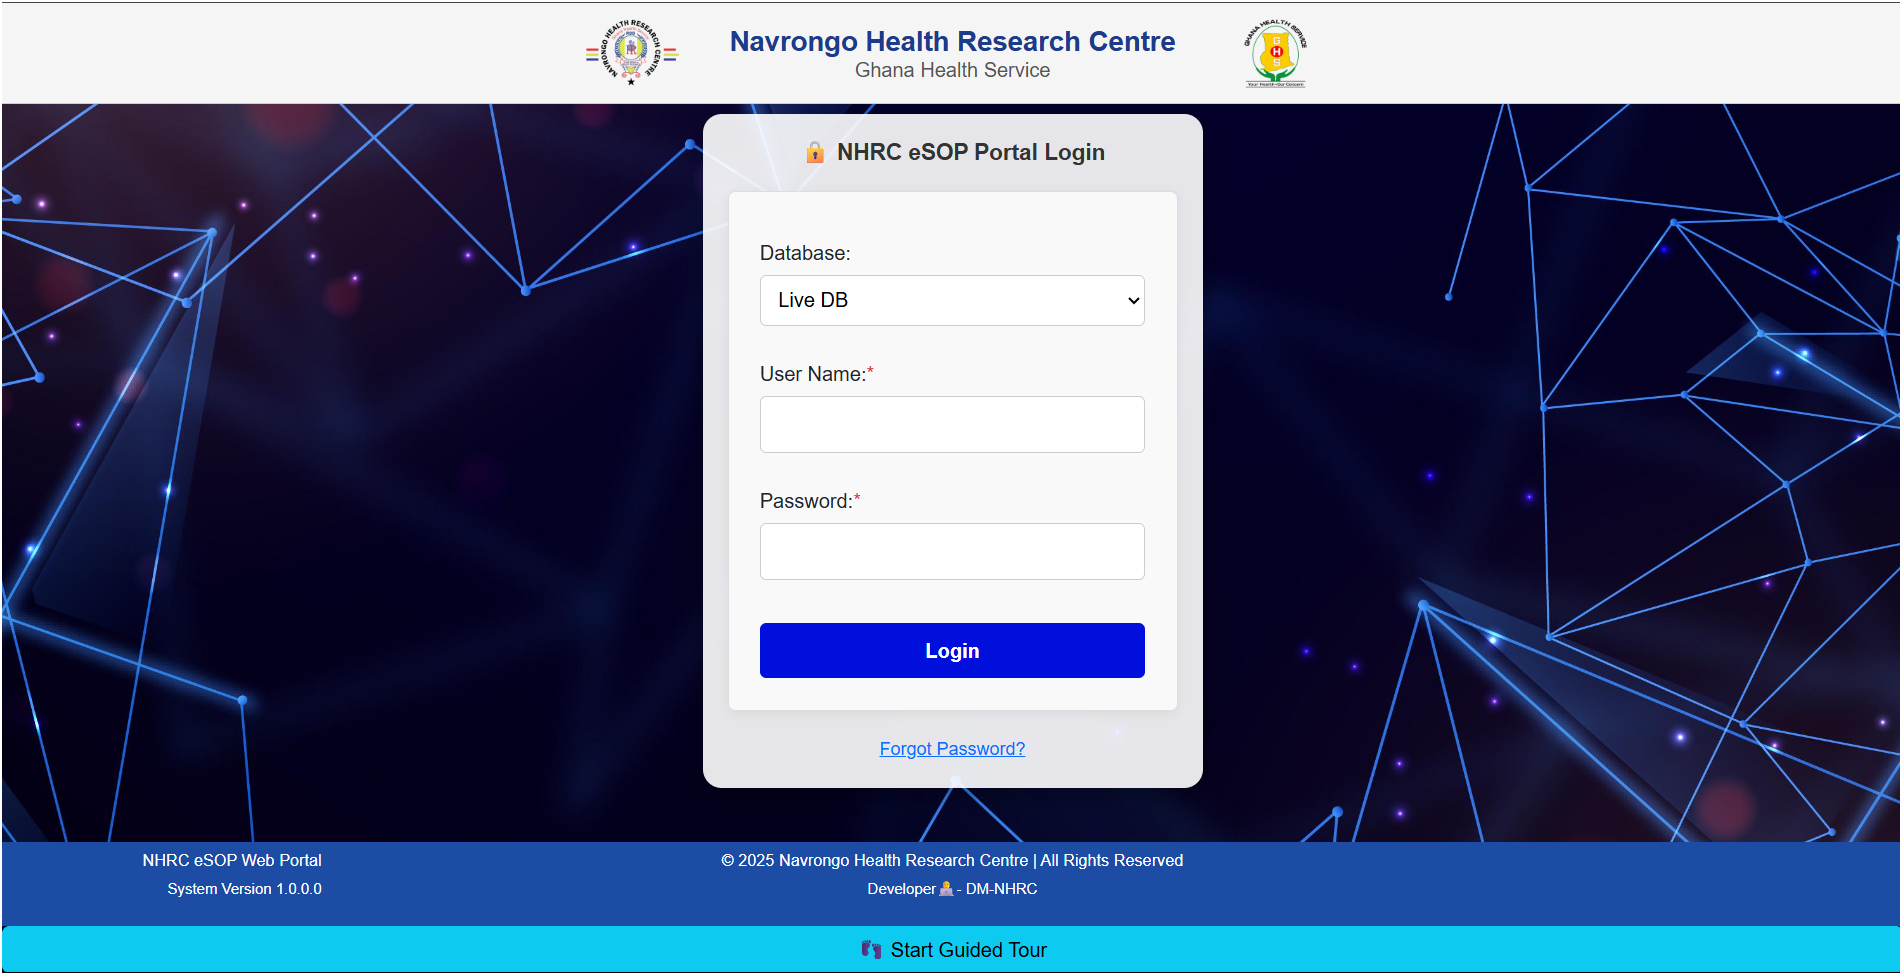 NAVRONGO HEALTH RESEARCH CENTRE
Navrongo Health Research Centre
Ghana Health Service
GHANA HEALTH SERVICE
G
H
S
Your Health-Our Concern
🔒 NHRC eSOP Portal Login
Database:
Live DB
User Name:*
Password:*
Login
Forgot Password?
NHRC eSOP Web Portal
System Version 1.0.0.0
© 2025 Navrongo Health Research Centre | All Rights Reserved
Developer - DM-NHRC
👣 Start Guided Tour